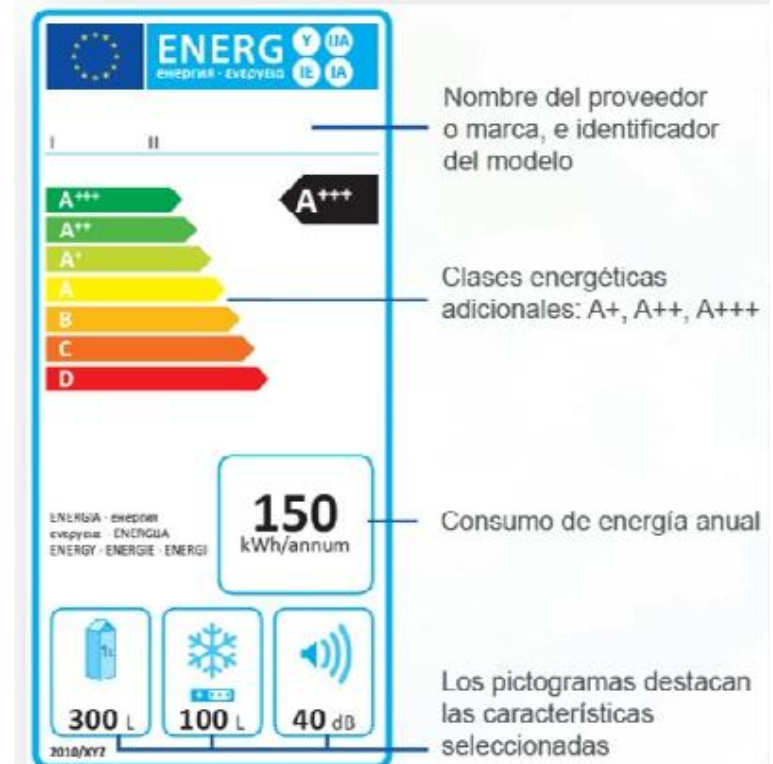 ENERG Y UA
енергия · ενεργεια IE IA
I II
Nombre del proveedor
o marca, e identificador
del modelo
A+++
A+++
A++
A+
A
B
C
D
Clases energéticas
adicionales: A+, A++, A+++
ENERGIA · енергия
ενεργεια · ENERGIJA
ENERGY · ENERGIE · ENERGI
150
kWh/annum
Consumo de energía anual
1L
300 L
100 L
40 dB
Los pictogramas destacan
las características
seleccionadas
2010/XYZ